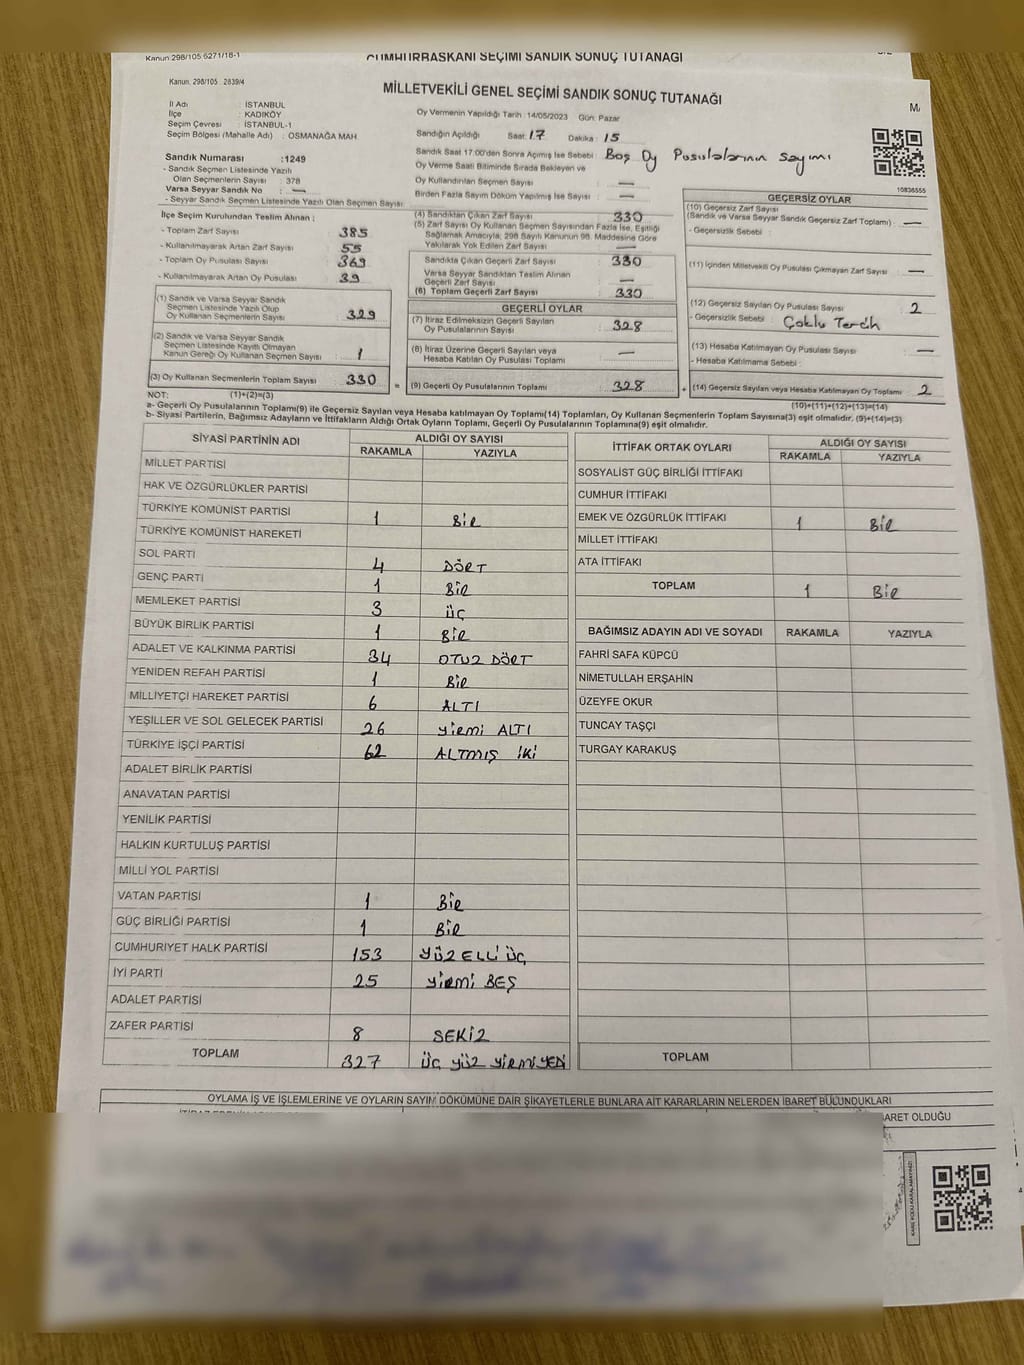 Kanun 298/105 6271/18-1
CUMHURBAŞKANI SEÇİMİ SANDIK SONUÇ TUTANAĞI
Kanun. 298/105 2839/4
MİLLETVEKİLİ GENEL SEÇİMİ SANDIK SONUÇ TUTANAĞI
İl Adı : İSTANBUL
İlçe : KADIKÖY
Seçim Çevresi : İSTANBUL-1
Seçim Bölgesi (Mahalle Adı) : OSMANAĞA MAH.
Sandık Numarası : 1249
- Sandık Seçmen Listesinde Yazılı
Olan Seçmenlerin Sayısı : 378
Varsa Seyyar Sandık No : —
- Seyyar Sandık Seçmen Listesinde Yazılı Olan Seçmen Sayısı :
İlçe Seçim Kurulundan Teslim Alınan :
- Toplam Zarf Sayısı : 385
- Kullanılmayarak Artan Zarf Sayısı : 55
- Toplam Oy Pusulası Sayısı : 369
- Kullanılmayarak Artan Oy Pusulası : 39
(1) Sandık ve Varsa Seyyar Sandık
Seçmen Listesinde Yazılı Olup
Oy Kullanan Seçmenlerin Sayısı : 329
(2) Sandık ve Varsa Seyyar Sandık
Seçmen Listesinde Kayıtlı Olmayan
Kanun Gereği Oy Kullanan Seçmen Sayısı : 1
(3) Oy Kullanan Seçmenlerin Toplam Sayısı : 330
Oy Vermenin Yapıldığı Tarih :14/05/2023 Gün: Pazar
Sandığın Açıldığı Saat: 17 Dakika : 15
Sandık Saat 17:00'den Sonra Açılmış İse Sebebi : Boş Oy Pusulalarının Sayımı
Oy Verme Saati Bitiminde Sırada Bekleyen ve
Oy Kullandırılan Seçmen Sayısı : —
Birden Fazla Sayım Döküm Yapılmış İse Sayısı : —
(4) Sandıktan Çıkan Zarf Sayısı : 330
(5) Zarf Sayısı Oy Kullanan Seçmen Sayısından Fazla İse, Eşitliği
Sağlamak Amacıyla, 298 Sayılı Kanunun 98. Maddesine Göre
Yakılarak Yok Edilen Zarf Sayısı : —
Sandıkta Çıkan Geçerli Zarf Sayısı : 330
Varsa Seyyar Sandıktan Teslim Alınan
Geçerli Zarf Sayısı : —
(6) Toplam Geçerli Zarf Sayısı : 330
GEÇERLİ OYLAR
(7) İtiraz Edilmeksizin Geçerli Sayılan
Oy Pusulalarının Sayısı : 328
(8) İtiraz Üzerine Geçerli Sayılan veya
Hesaba Katılan Oy Pusulası Toplamı : —
= (9) Geçerli Oy Pusulalarının Toplamı : 328
10836555
GEÇERSİZ OYLAR
(10) Geçersiz Zarf Sayısı
(Sandık ve Varsa Seyyar Sandık Geçersiz Zarf Toplamı) : —
- Geçersizlik Sebebi :
(11) İçinden Milletvekili Oy Pusulası Çıkmayan Zarf Sayısı : —
(12) Geçersiz Sayılan Oy Pusulası Sayısı : 2
- Geçersizlik Sebebi : Çoklu Tercih
(13) Hesaba Katılmayan Oy Pusulası Sayısı : —
- Hesaba Katılmama Sebebi :
+ (14) Geçersiz Sayılan veya Hesaba Katılmayan Oy Toplamı : 2
NOT: (1)+(2)=(3) (10)+(11)+(12)+(13)=(14)
a- Geçerli Oy Pusulalarının Toplamı(9) ile Geçersiz Sayılan veya Hesaba katılmayan Oy Toplamı(14) Toplamları, Oy Kullanan Seçmenlerin Toplam Sayısına(3) eşit olmalıdır. (9)+(14)=(3)
b- Siyasi Partilerin, Bağımsız Adayların ve İttifakların Aldığı Ortak Oyların Toplamı, Geçerli Oy Pusulalarının Toplamına(9) eşit olmalıdır.
SİYASİ PARTİNİN ADI ALDIĞI OY SAYISI
RAKAMLA YAZIYLA
MİLLET PARTİSİ
HAK VE ÖZGÜRLÜKLER PARTİSİ
TÜRKİYE KOMÜNİST PARTİSİ 1 Bir
TÜRKİYE KOMÜNİST HAREKETİ
SOL PARTİ 4 DÖRT
GENÇ PARTİ 1 Bir
MEMLEKET PARTİSİ 3 üç
BÜYÜK BİRLİK PARTİSİ 1 Bir
ADALET VE KALKINMA PARTİSİ 34 OTUZ DÖRT
YENİDEN REFAH PARTİSİ 1 Bir
MİLLİYETÇİ HAREKET PARTİSİ 6 ALTI
YEŞİLLER VE SOL GELECEK PARTİSİ 26 yirmi ALTI
TÜRKİYE İŞÇİ PARTİSİ 62 ALTMIŞ iKi
ADALET BİRLİK PARTİSİ
ANAVATAN PARTİSİ
YENİLİK PARTİSİ
HALKIN KURTULUŞ PARTİSİ
MİLLİ YOL PARTİSİ
VATAN PARTİSİ 1 Bir
GÜÇ BİRLİĞİ PARTİSİ 1 Bir
CUMHURİYET HALK PARTİSİ 153 YÜZ ELLİ ÜÇ
İYİ PARTİ 25 yirmi BEŞ
ADALET PARTİSİ
ZAFER PARTİSİ 8 SEKİZ
TOPLAM 327 üç yüz yirmi YEDİ
İTTİFAK ORTAK OYLARI ALDIĞI OY SAYISI
RAKAMLA YAZIYLA
SOSYALİST GÜÇ BİRLİĞİ İTTİFAKI
CUMHUR İTTİFAKI
EMEK VE ÖZGÜRLÜK İTTİFAKI 1 Bir
MİLLET İTTİFAKI
ATA İTTİFAKI
TOPLAM 1 Bir
BAĞIMSIZ ADAYIN ADI VE SOYADI RAKAMLA YAZIYLA
FAHRİ SAFA KÜPCÜ
NİMETULLAH ERŞAHİN
ÜZEYFE OKUR
TUNCAY TAŞÇI
TURGAY KARAKUŞ
TOPLAM
OYLAMA İŞ VE İŞLEMLERİNE VE OYLARIN SAYIM DÖKÜMÜNE DAİR ŞİKAYETLERLE BUNLARA AİT KARARLARIN NELERDEN İBARET BULUNDUKLARI
BARET OLDUĞU